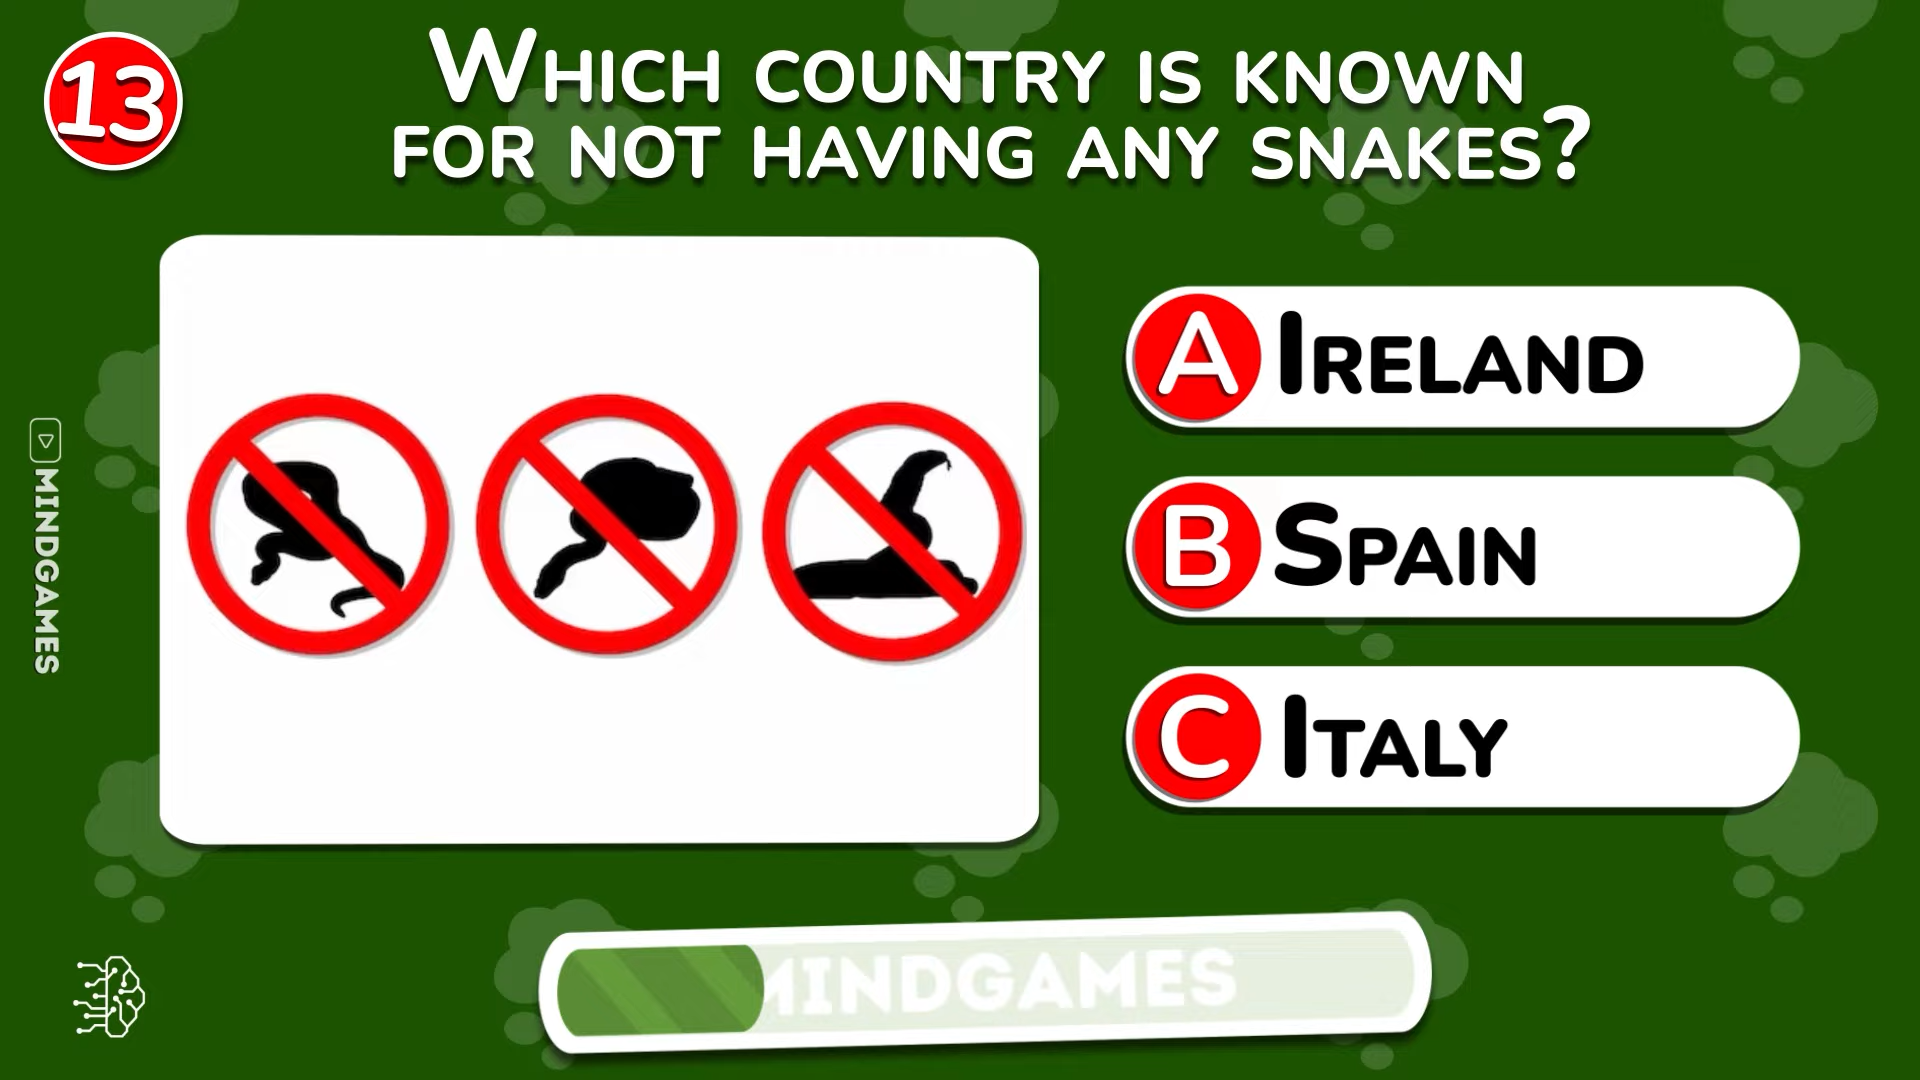 13
WHICH COUNTRY IS KNOWN
FOR NOT HAVING ANY SNAKES?
A IRELAND
B SPAIN
C ITALY
MINDGAMES
MINDGAMES